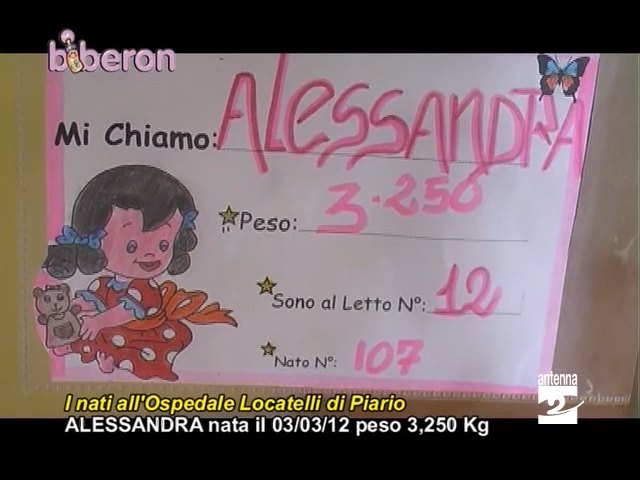 biberon
Mi Chiamo: ALESSANDRA
Peso: 3.250
Sono al Letto N°: 12
Nato N°: 107
antenna
2
I nati all'Ospedale Locatelli di Piario
ALESSANDRA nata il 03/03/12 peso 3,250 Kg